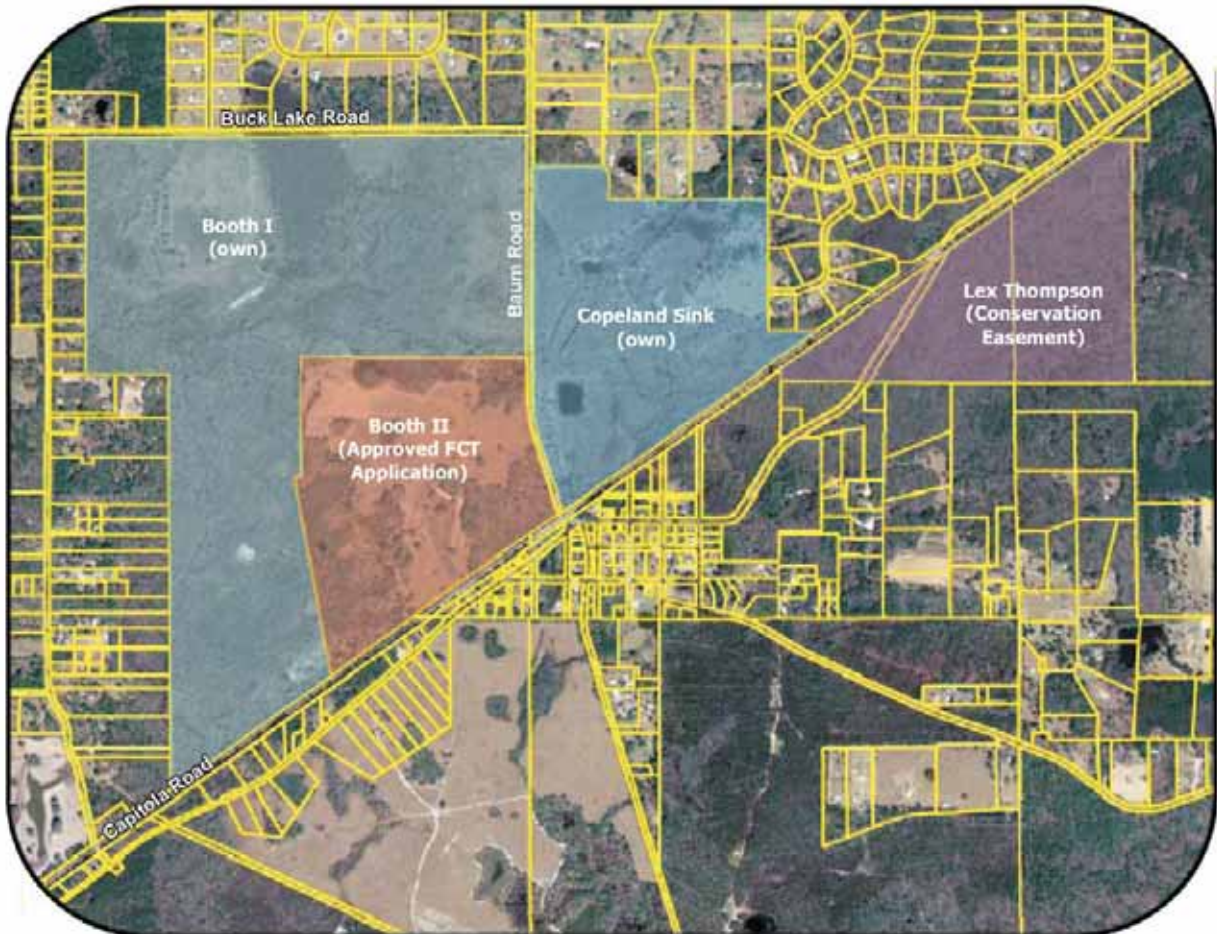 Buck Lake Road
Booth I
(own)
Baum Road
Copeland Sink
(own)
Lex Thompson
(Conservation
Easement)
Booth II
(Approved FCT
Application)
Capitola Road